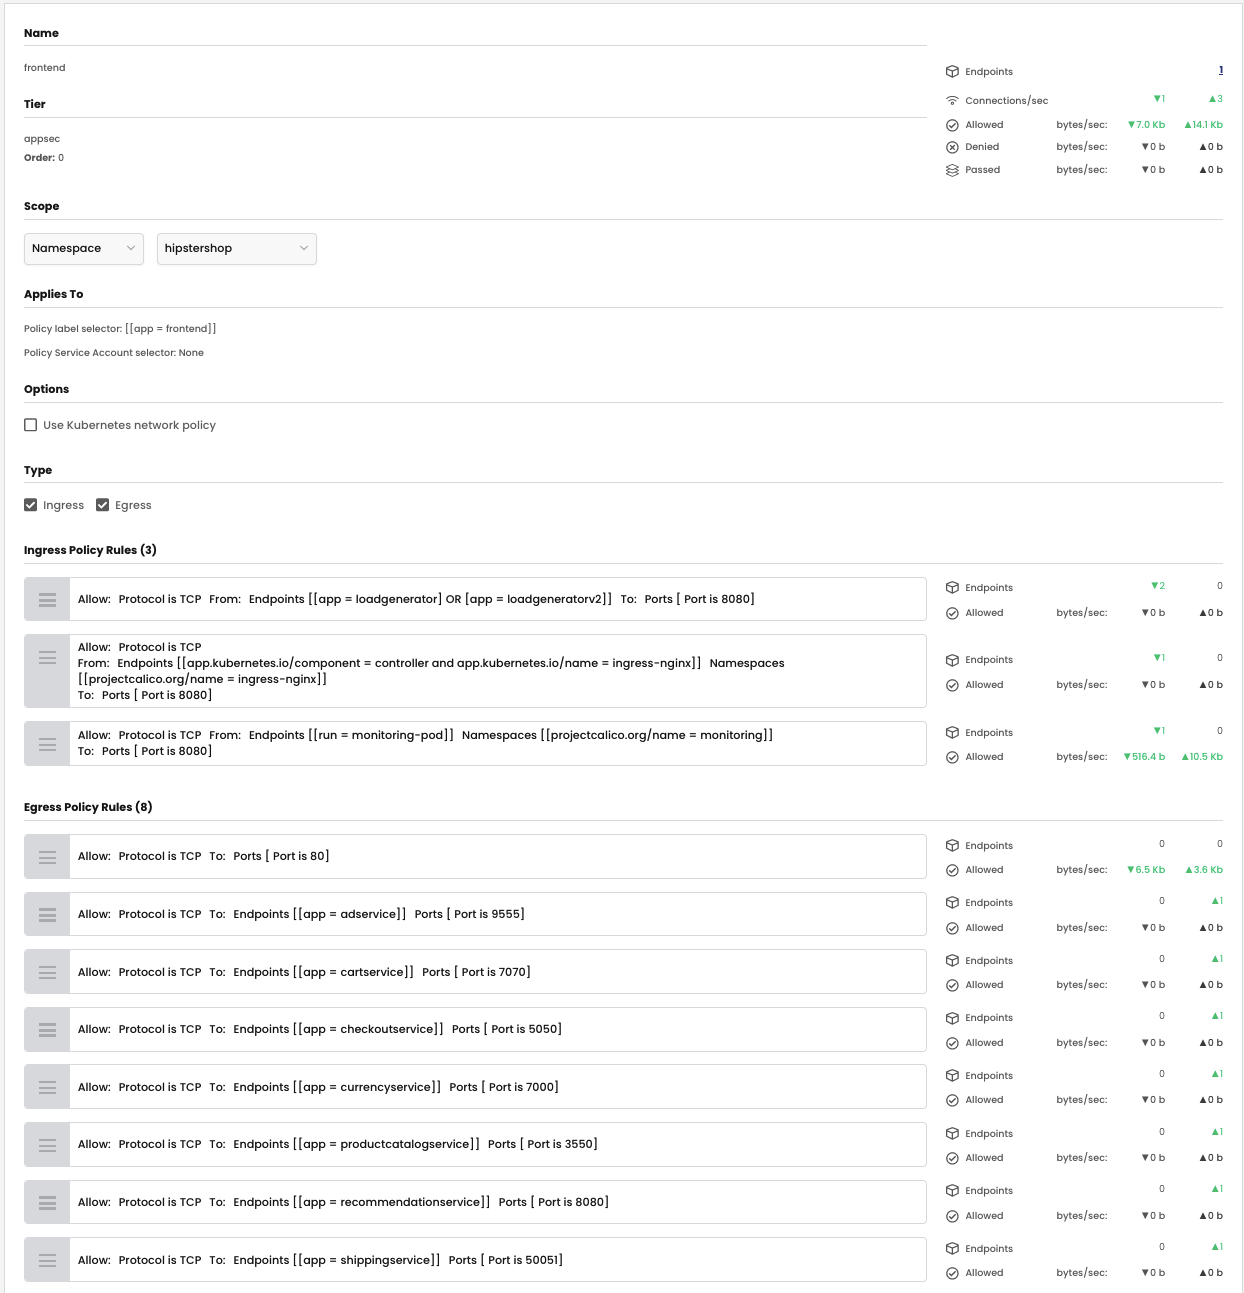 Name
frontend
Endpoints 1
Connections/sec ▼1 ▲3
Tier
Allowed bytes/sec: ▼7.0 Kb ▲14.1 Kb
appsec
Denied bytes/sec: ▼0 b ▲0 b
Order: 0
Passed bytes/sec: ▼0 b ▲0 b
Scope
Namespace hipstershop
Applies To
Policy label selector: [[app = frontend]]
Policy Service Account selector: None
Options
Use Kubernetes network policy
Type
Ingress Egress
Ingress Policy Rules (3)
Allow: Protocol is TCP From: Endpoints [[app = loadgenerator] OR [app = loadgeneratorv2]] To: Ports [ Port is 8080]
Endpoints ▼2 0
Allowed bytes/sec: ▼0 b ▲0 b
Allow: Protocol is TCP
From: Endpoints [[app.kubernetes.io/component = controller and app.kubernetes.io/name = ingress-nginx]] Namespaces
[[projectcalico.org/name = ingress-nginx]]
To: Ports [ Port is 8080]
Endpoints ▼1 0
Allowed bytes/sec: ▼0 b ▲0 b
Allow: Protocol is TCP From: Endpoints [[run = monitoring-pod]] Namespaces [[projectcalico.org/name = monitoring]]
To: Ports [ Port is 8080]
Endpoints ▼1 0
Allowed bytes/sec: ▼516.4 b ▲10.5 Kb
Egress Policy Rules (8)
Allow: Protocol is TCP To: Ports [ Port is 80]
Endpoints 0 0
Allowed bytes/sec: ▼6.5 Kb ▲3.6 Kb
Allow: Protocol is TCP To: Endpoints [[app = adservice]] Ports [ Port is 9555]
Endpoints 0 ▲1
Allowed bytes/sec: ▼0 b ▲0 b
Allow: Protocol is TCP To: Endpoints [[app = cartservice]] Ports [ Port is 7070]
Endpoints 0 ▲1
Allowed bytes/sec: ▼0 b ▲0 b
Allow: Protocol is TCP To: Endpoints [[app = checkoutservice]] Ports [ Port is 5050]
Endpoints 0 ▲1
Allowed bytes/sec: ▼0 b ▲0 b
Allow: Protocol is TCP To: Endpoints [[app = currencyservice]] Ports [ Port is 7000]
Endpoints 0 ▲1
Allowed bytes/sec: ▼0 b ▲0 b
Allow: Protocol is TCP To: Endpoints [[app = productcatalogservice]] Ports [ Port is 3550]
Endpoints 0 ▲1
Allowed bytes/sec: ▼0 b ▲0 b
Allow: Protocol is TCP To: Endpoints [[app = recommendationservice]] Ports [ Port is 8080]
Endpoints 0 ▲1
Allowed bytes/sec: ▼0 b ▲0 b
Allow: Protocol is TCP To: Endpoints [[app = shippingservice]] Ports [ Port is 50051]
Endpoints 0 ▲1
Allowed bytes/sec: ▼0 b ▲0 b